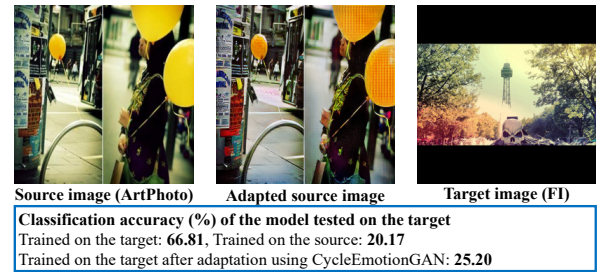 Source image (ArtPhoto)
Adapted source image
Target image (FI)
Classification accuracy (%) of the model tested on the target
Trained on the target: 66.81, Trained on the source: 20.17
Trained on the target after adaptation using CycleEmotionGAN: 25.20